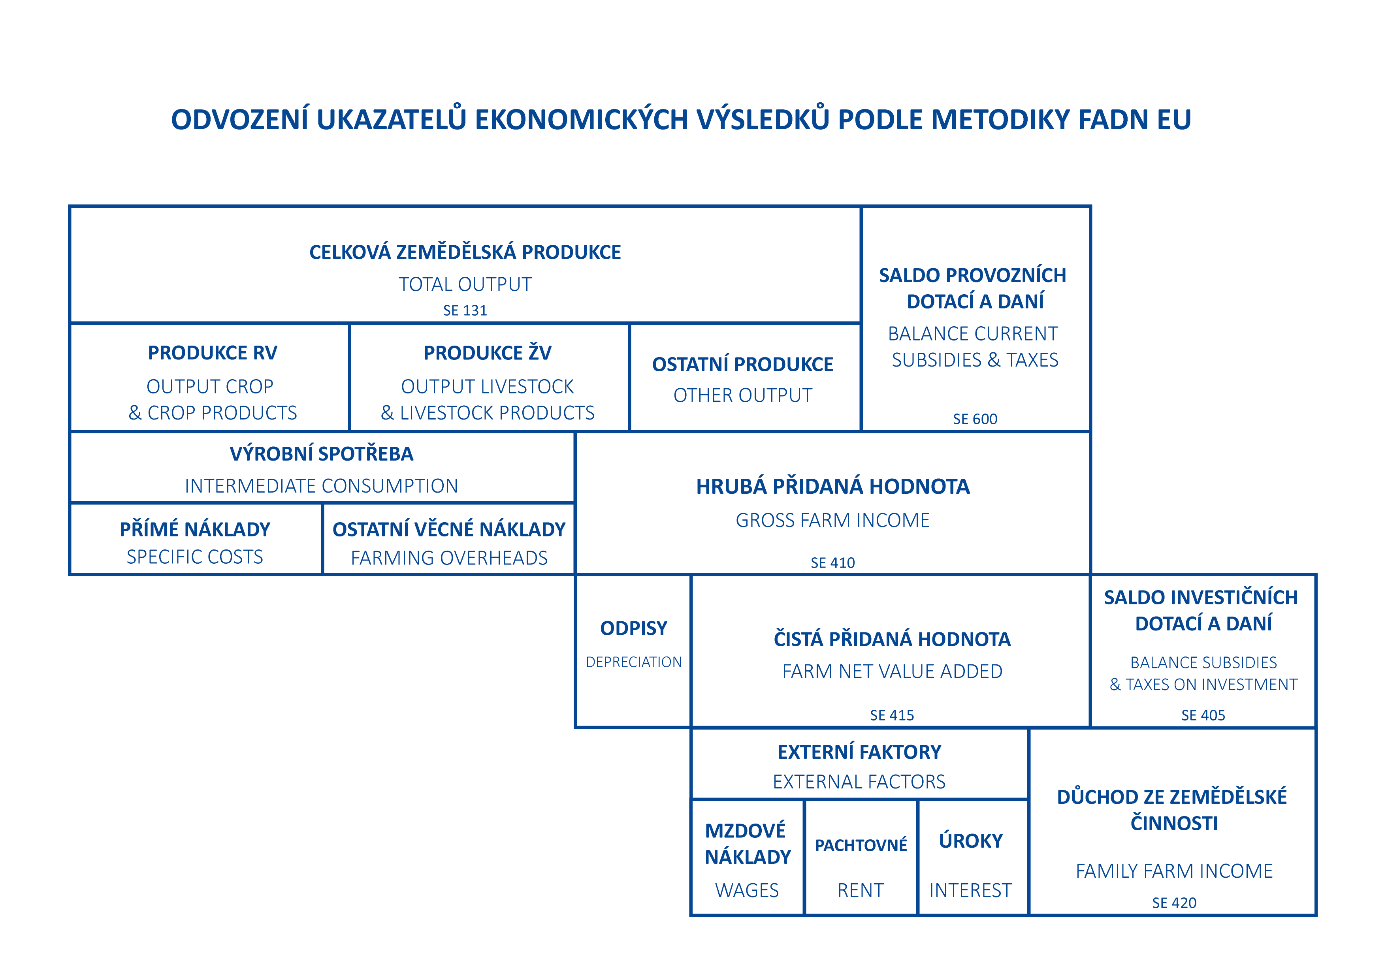 ODVOZENÍ UKAZATELŮ EKONOMICKÝCH VÝSLEDKŮ PODLE METODIKY FADN EU
CELKOVÁ ZEMĚDĚLSKÁ PRODUKCE
TOTAL OUTPUT
SE 131
SALDO PROVOZNÍCH
DOTACÍ A DANÍ
BALANCE CURRENT
SUBSIDIES & TAXES
SE 600
PRODUKCE RV
OUTPUT CROP
& CROP PRODUCTS
PRODUKCE ŽV
OUTPUT LIVESTOCK
& LIVESTOCK PRODUCTS
OSTATNÍ PRODUKCE
OTHER OUTPUT
VÝROBNÍ SPOTŘEBA
INTERMEDIATE CONSUMPTION
PŘÍMÉ NÁKLADY
SPECIFIC COSTS
OSTATNÍ VĚCNÉ NÁKLADY
FARMING OVERHEADS
HRUBÁ PŘIDANÁ HODNOTA
GROSS FARM INCOME
SE 410
ODPISY
DEPRECIATION
ČISTÁ PŘIDANÁ HODNOTA
FARM NET VALUE ADDED
SE 415
SALDO INVESTIČNÍCH
DOTACÍ A DANÍ
BALANCE SUBSIDIES
& TAXES ON INVESTMENT
SE 405
EXTERNÍ FAKTORY
EXTERNAL FACTORS
MZDOVÉ
NÁKLADY
WAGES
PACHTOVNÉ
RENT
ÚROKY
INTEREST
DŮCHOD ZE ZEMĚDĚLSKÉ
ČINNOSTI
FAMILY FARM INCOME
SE 420